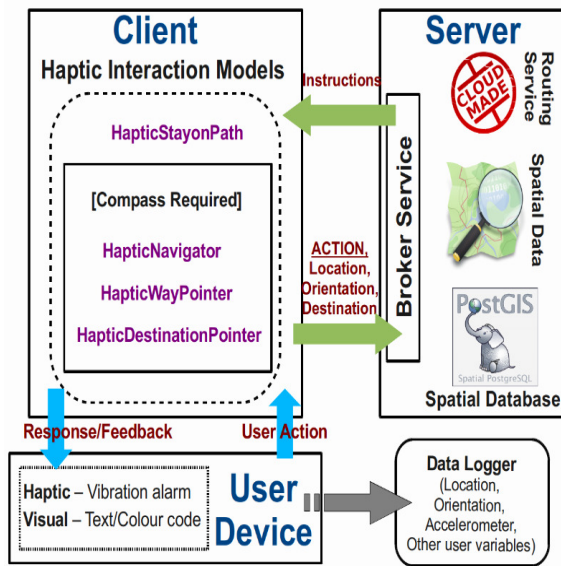 Client
Haptic Interaction Models
HapticStayonPath
[Compass Required]
HapticNavigator
HapticWayPointer
HapticDestinationPointer
Instructions
ACTION,
Location,
Orientation,
Destination
Server
Broker Service
CLOUD
MADE
Routing
Service
Spatial
Data
PostGIS
Spatial PostgreSQL
Spatial Database
Response/Feedback
User Action
Haptic – Vibration alarm
Visual – Text/Colour code
User
Device
Data Logger
(Location,
Orientation,
Accelerometer,
Other user variables)